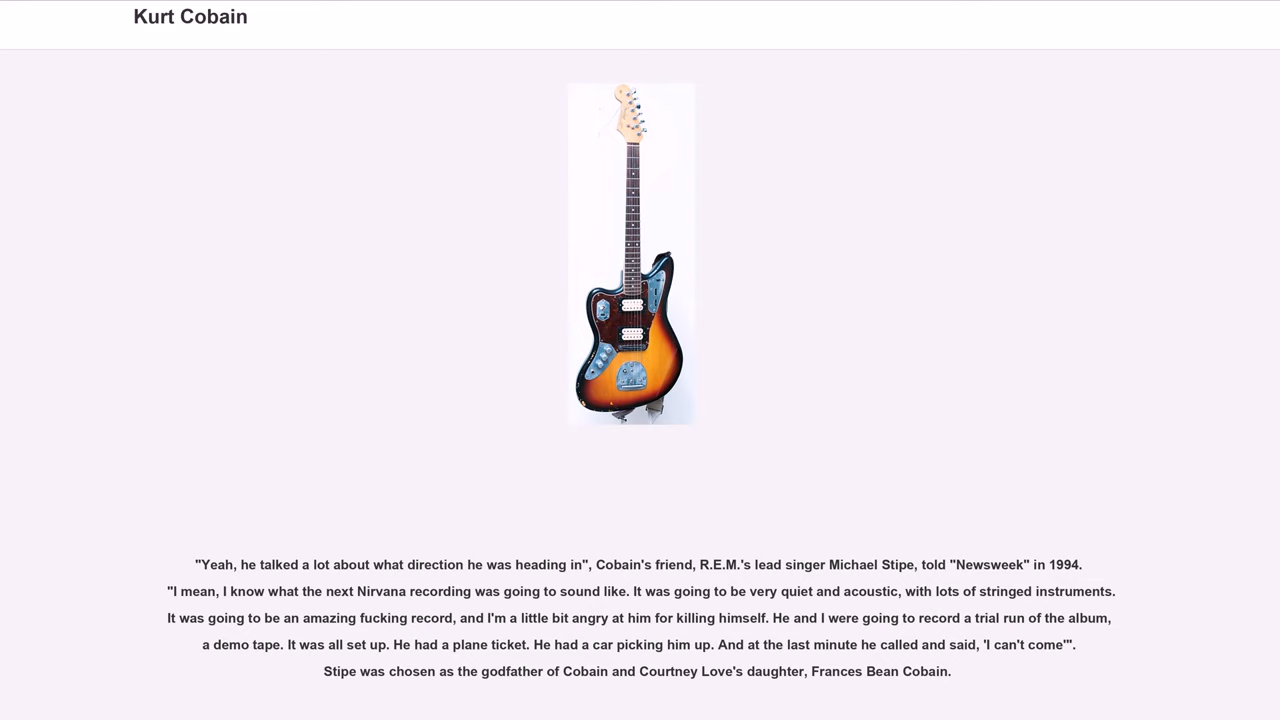 Kurt Cobain
"Yeah, he talked a lot about what direction he was heading in", Cobain's friend, R.E.M.'s lead singer Michael Stipe, told "Newsweek" in 1994.
"I mean, I know what the next Nirvana recording was going to sound like. It was going to be very quiet and acoustic, with lots of stringed instruments.
It was going to be an amazing fucking record, and I'm a little bit angry at him for killing himself. He and I were going to record a trial run of the album,
a demo tape. It was all set up. He had a plane ticket. He had a car picking him up. And at the last minute he called and said, 'I can't come'".
Stipe was chosen as the godfather of Cobain and Courtney Love's daughter, Frances Bean Cobain.